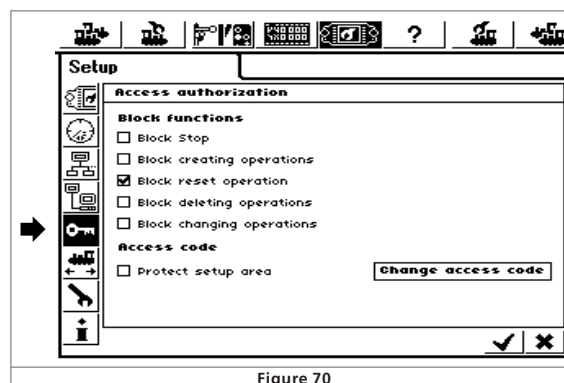 ?
Setup
Access authorization
Block functions
Block Stop
Block creating operations
Block reset operation
Block deleting operations
Block changing operations
Access code
Protect setup area
Change access code
Figure 70